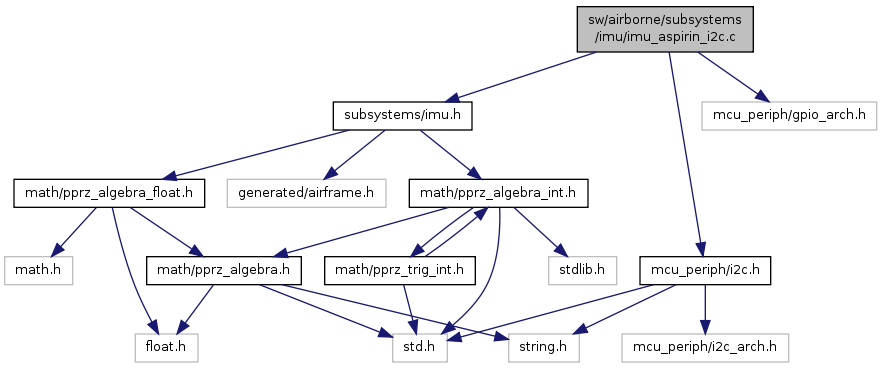 sw/airborne/subsystems
/imu/imu_aspirin_i2c.c
subsystems/imu.h
mcu_periph/gpio_arch.h
math/pprz_algebra_float.h
generated/airframe.h
math/pprz_algebra_int.h
math.h
math/pprz_algebra.h
math/pprz_trig_int.h
stdlib.h
mcu_periph/i2c.h
float.h
std.h
string.h
mcu_periph/i2c_arch.h